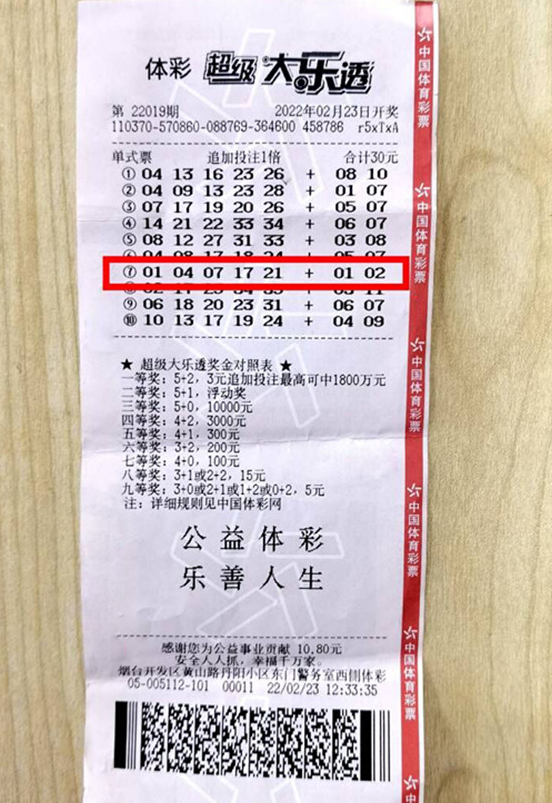 体彩 超级大乐透
第 22019期 2022年02月23日开奖
110370-570860-088769-364600 458786 r5xTxA
单式票 追加投注1倍 合计30元
① 04 13 16 23 26 + 08 10
② 04 09 13 23 28 + 01 07
③ 07 17 19 20 26 + 05 07
④ 14 21 22 33 34 + 06 07
⑤ 08 12 27 31 33 + 03 08
⑥ 04 08 17 18 24 + 05 07
⑦ 01 04 07 17 21 + 01 02
⑧ 02 + 03 11
⑨ 06 18 20 23 31 + 06 07
⑩ 10 13 17 19 24 + 04 09
★ 超级大乐透奖金对照表 ★
一等奖：5+2，3元追加投注最高可中1800万元
二等奖：5+1，浮动奖
三等奖：5+0，10000元
四等奖：4+2，3000元
五等奖：4+1，300元
六等奖：3+2，200元
七等奖：4+0，100元
八等奖：3+1或2+2，15元
九等奖：3+0或2+1或1+2或0+2，5元
注：详细规则见中国体彩网
公益体彩
乐善人生
感谢您为公益事业贡献 10.80元
安全人人抓，幸福千万家。
烟台开发区黄山路丹阳小区东门警务室西侧体彩
05-005112-101 00011 22/02/23 12:33:35
中国体育彩票
中国体育彩票
中国体育彩票
中国体育彩票
中国体育彩票
中国